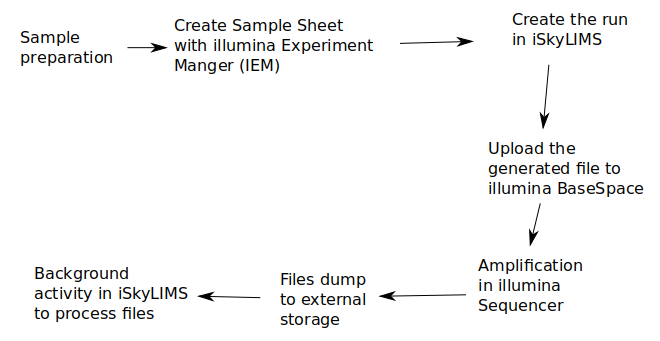 Sample
preparation
Create Sample Sheet
with illumina Experiment
Manger (IEM)
Create the run
in iSkyLIMS
Upload the
generated file to
illumina BaseSpace
Amplification
in illumina
Sequencer
Files dump
to external
storage
Background
activity in iSkyLIMS
to process files